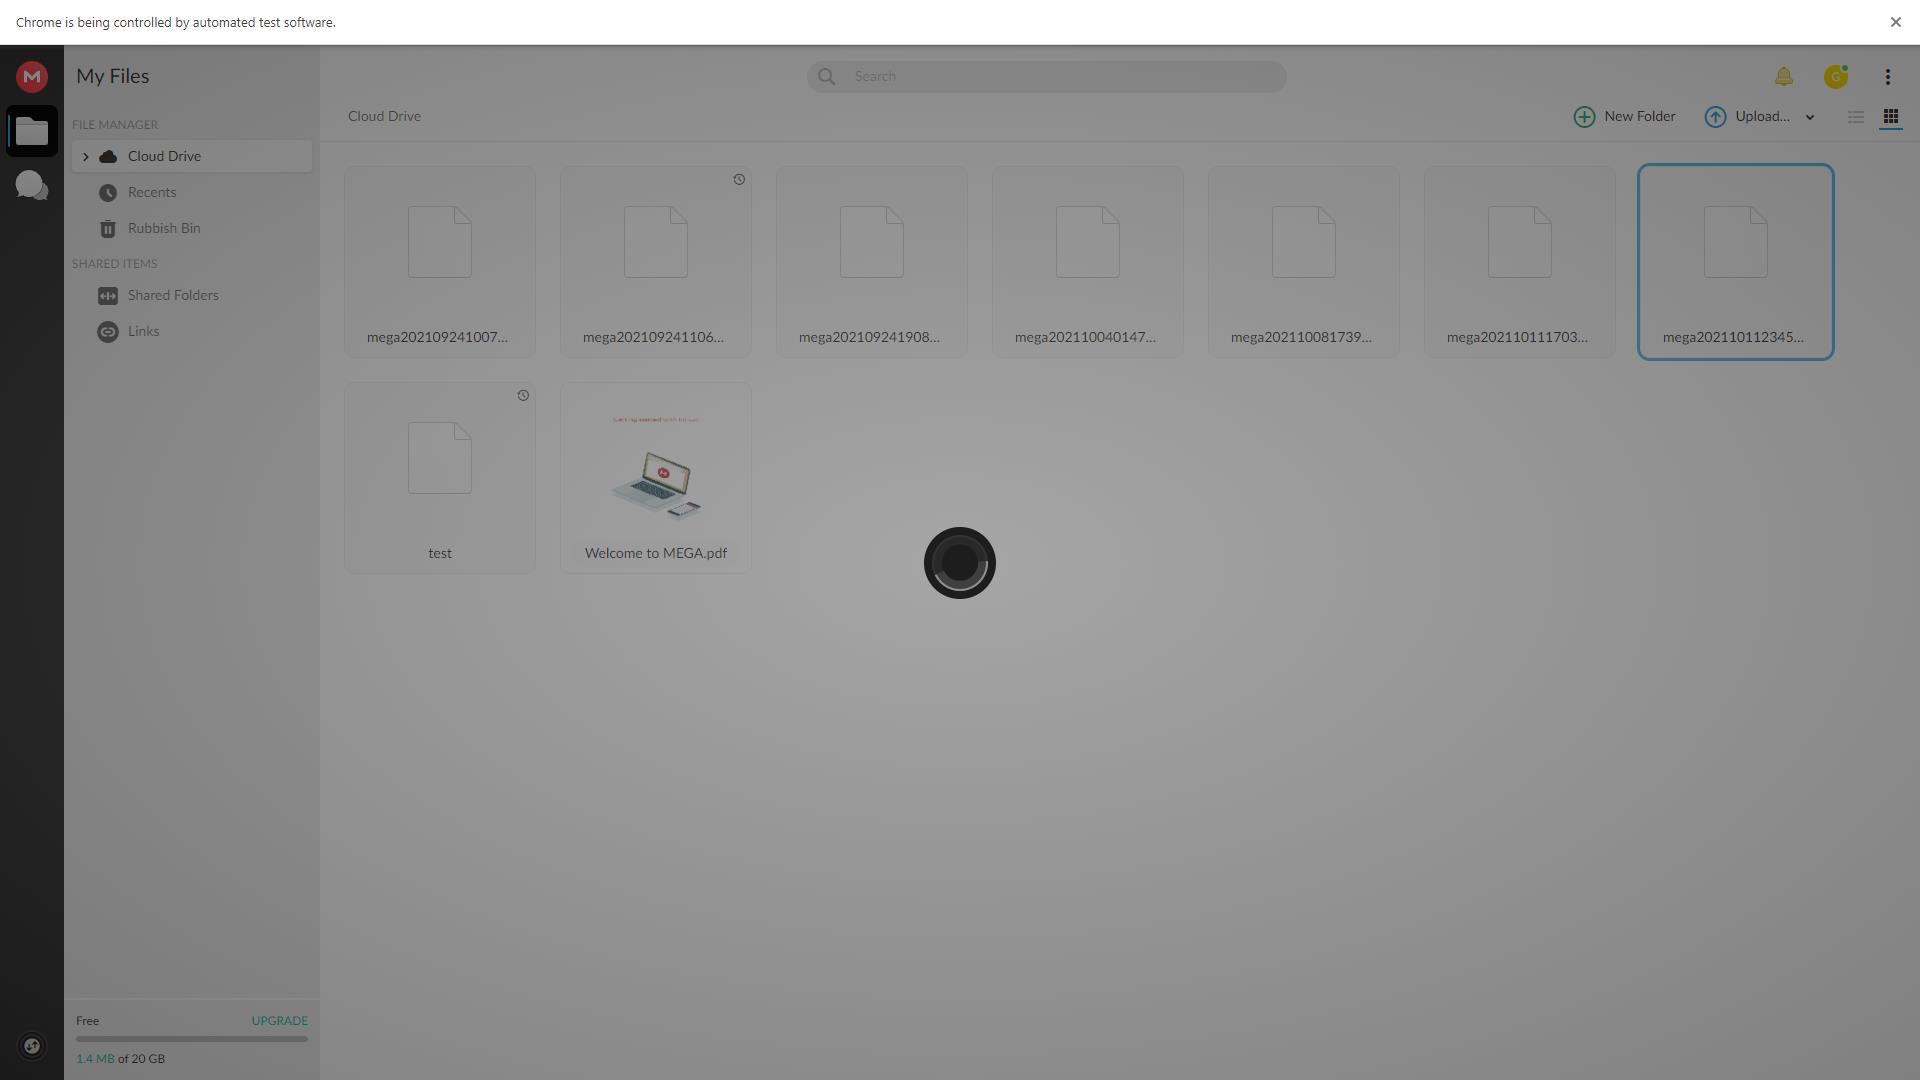 Chrome is being controlled by automated test software.
My Files
Search
G
Cloud Drive
New Folder
Upload...
FILE MANAGER
Cloud Drive
Recents
Rubbish Bin
SHARED ITEMS
Shared Folders
Links
mega202109241007...
mega202109241106...
mega202109241908...
mega202110040147...
mega202110081739...
mega202110111703...
mega202110112345...
test
Welcome to MEGA.pdf
Free
UPGRADE
1.4 MB of 20 GB